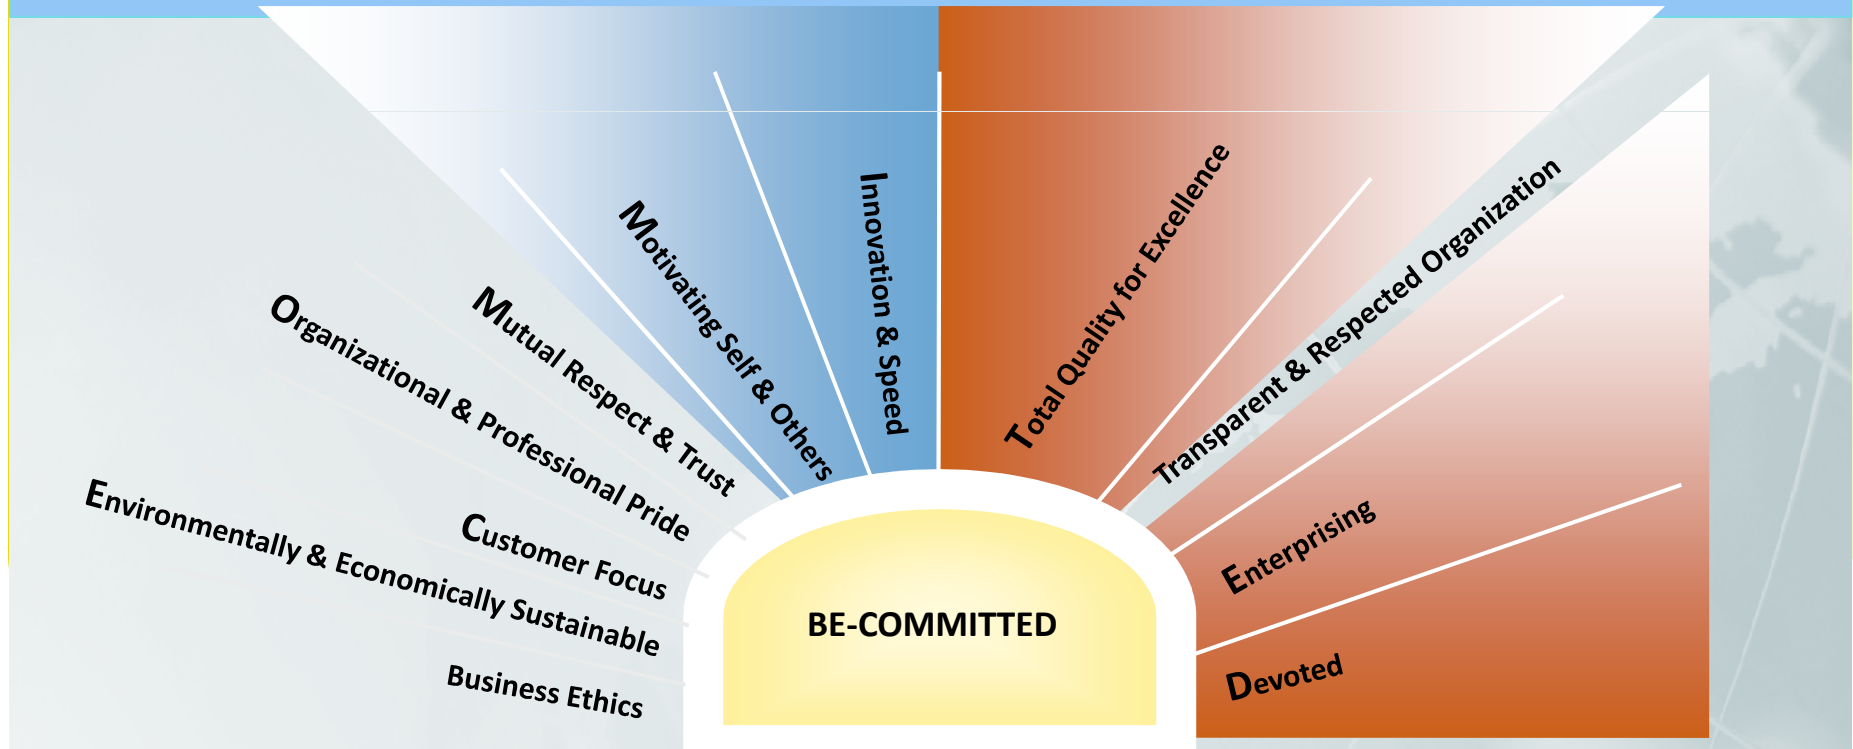 Business Ethics
Environmentally & Economically Sustainable
Customer Focus
Organizational & Professional Pride
Mutual Respect & Trust
Motivating Self & Others
Innovation & Speed
Total Quality for Excellence
Transparent & Respected Organization
Enterprising
Devoted
BE-COMMITTED